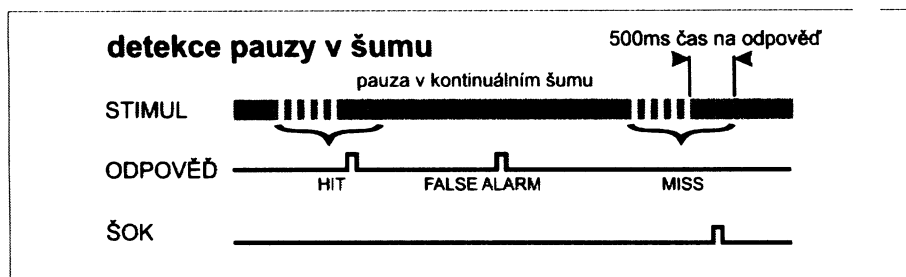 detekce pauzy v šumu
500ms čas na odpověď
pauza v kontinuálním šumu
STIMUL
ODPOVĚĎ
HIT FALSE ALARM MISS
ŠOK